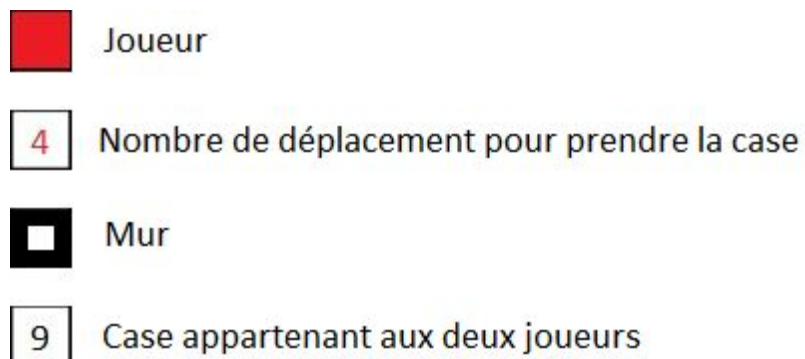 Joueur
4 Nombre de déplacement pour prendre la case
Mur
9 Case appartenant aux deux joueurs